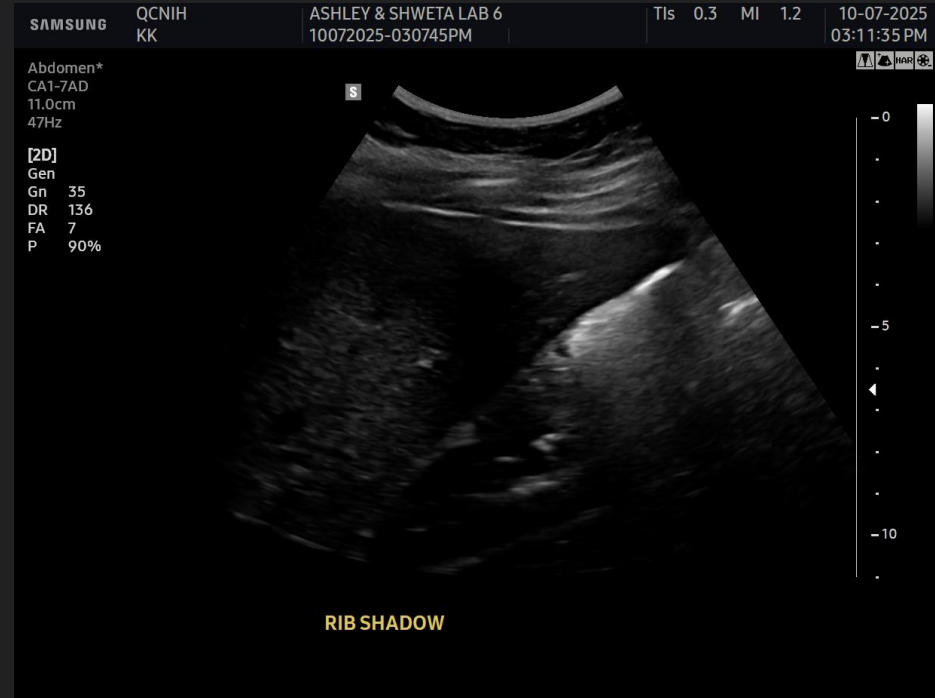 SAMSUNG
QCNIH
KK
ASHLEY & SHWETA LAB 6
10072025-030745PM
TIs 0.3 MI 1.2
10-07-2025
03:11:35 PM
HAR
S
Abdomen*
CA1-7AD
11.0cm
47Hz
[2D]
Gen
Gn 35
DR 136
FA 7
P 90%
0
5
10
RIB SHADOW